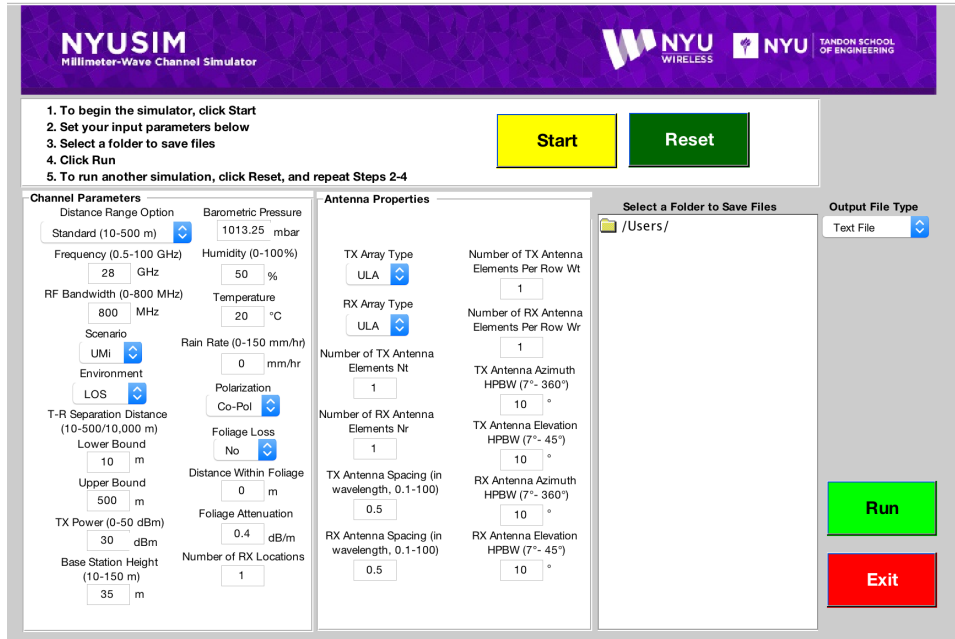 NYUSIM
Millimeter-Wave Channel Simulator
NYU
WIRELESS
NYU
TANDON SCHOOL
OF ENGINEERING
1. To begin the simulator, click Start
2. Set your input parameters below
3. Select a folder to save files
4. Click Run
5. To run another simulation, click Reset, and repeat Steps 2-4
Start
Reset
Channel Parameters
Distance Range Option
Standard (10-500 m)
Frequency (0.5-100 GHz)
28 GHz
RF Bandwidth (0-800 MHz)
800 MHz
Scenario
UMi
Environment
LOS
T-R Separation Distance
(10-500/10,000 m)
Lower Bound
10 m
Upper Bound
500 m
TX Power (0-50 dBm)
30 dBm
Base Station Height
(10-150 m)
35 m
Barometric Pressure
1013.25 mbar
Humidity (0-100%)
50 %
Temperature
20 °C
Rain Rate (0-150 mm/hr)
0 mm/hr
Polarization
Co-Pol
Foliage Loss
No
Distance Within Foliage
0 m
Foliage Attenuation
0.4 dB/m
Number of RX Locations
1
Antenna Properties
TX Array Type
ULA
RX Array Type
ULA
Number of TX Antenna
Elements Nt
1
Number of RX Antenna
Elements Nr
1
TX Antenna Spacing (in
wavelength, 0.1-100)
0.5
RX Antenna Spacing (in
wavelength, 0.1-100)
0.5
Number of TX Antenna
Elements Per Row Wt
1
Number of RX Antenna
Elements Per Row Wr
1
TX Antenna Azimuth
HPBW (7°- 360°)
10 °
TX Antenna Elevation
HPBW (7°- 45°)
10 °
RX Antenna Azimuth
HPBW (7°- 360°)
10 °
RX Antenna Elevation
HPBW (7°- 45°)
10 °
Select a Folder to Save Files
/Users/
Output File Type
Text File
Run
Exit